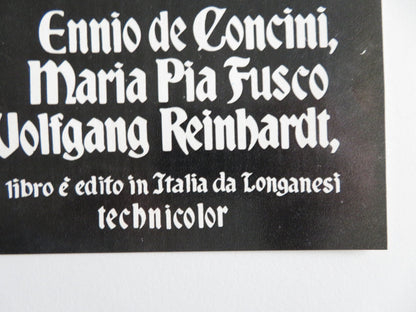 Ennio de Concini,
Maria Pia Fusco
Wolfgang Reinhardt,
libro é edito in Italia da Longanesi
technicolor